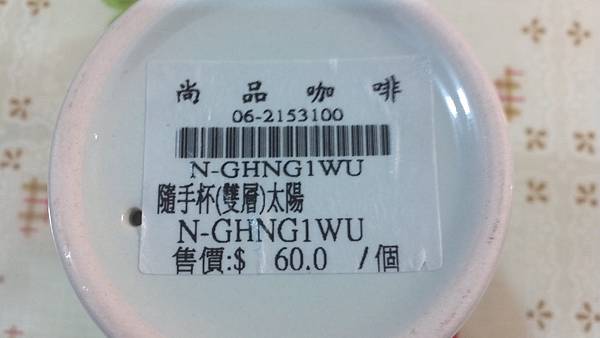 尚品咖啡
06-2153100
N-GHNG1WU
隨手杯(雙層)太陽
N-GHNG1WU
售價:$ 60.0 /個